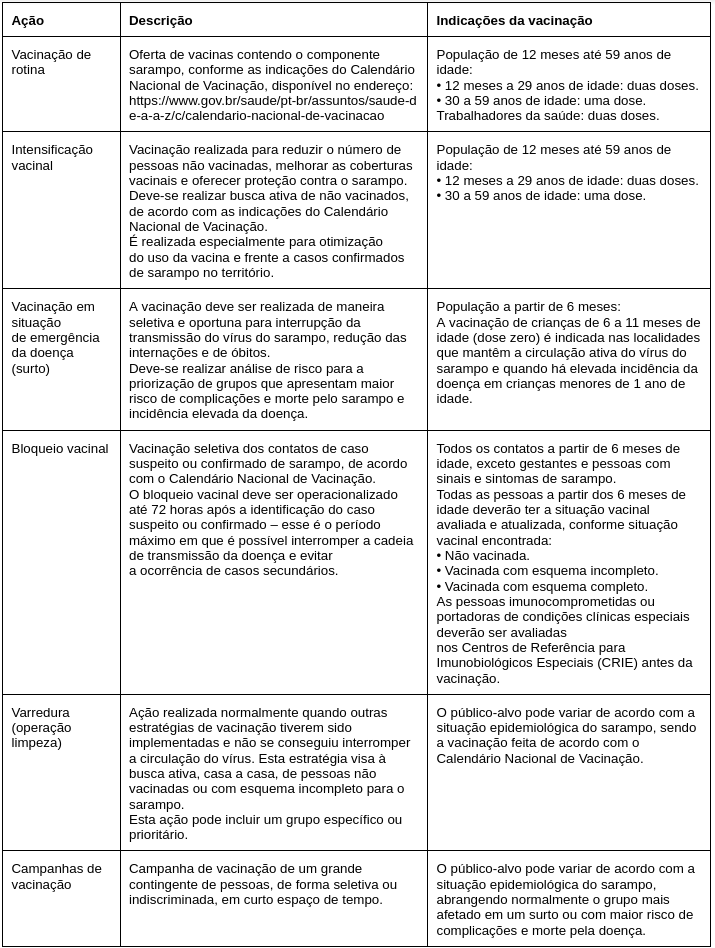 Ação
Descrição
Indicações da vacinação
Vacinação de
rotina
Oferta de vacinas contendo o componente
sarampo, conforme as indicações do Calendário
Nacional de Vacinação, disponível no endereço:
https://www.gov.br/saude/pt-br/assuntos/saude-d
e-a-a-z/c/calendario-nacional-de-vacinacao
População de 12 meses até 59 anos de
idade:
• 12 meses a 29 anos de idade: duas doses.
• 30 a 59 anos de idade: uma dose.
Trabalhadores da saúde: duas doses.
Intensificação
vacinal
Vacinação realizada para reduzir o número de
pessoas não vacinadas, melhorar as coberturas
vacinais e oferecer proteção contra o sarampo.
Deve-se realizar busca ativa de não vacinados,
de acordo com as indicações do Calendário
Nacional de Vacinação.
É realizada especialmente para otimização
do uso da vacina e frente a casos confirmados
de sarampo no território.
População de 12 meses até 59 anos de
idade:
• 12 meses a 29 anos de idade: duas doses.
• 30 a 59 anos de idade: uma dose.
Vacinação em
situação
de emergência
da doença
(surto)
A vacinação deve ser realizada de maneira
seletiva e oportuna para interrupção da
transmissão do vírus do sarampo, redução das
internações e de óbitos.
Deve-se realizar análise de risco para a
priorização de grupos que apresentam maior
risco de complicações e morte pelo sarampo e
incidência elevada da doença.
População a partir de 6 meses:
A vacinação de crianças de 6 a 11 meses de
idade (dose zero) é indicada nas localidades
que mantêm a circulação ativa do vírus do
sarampo e quando há elevada incidência da
doença em crianças menores de 1 ano de
idade.
Bloqueio vacinal
Vacinação seletiva dos contatos de caso
suspeito ou confirmado de sarampo, de acordo
com o Calendário Nacional de Vacinação.
O bloqueio vacinal deve ser operacionalizado
até 72 horas após a identificação do caso
suspeito ou confirmado – esse é o período
máximo em que é possível interromper a cadeia
de transmissão da doença e evitar
a ocorrência de casos secundários.
Todos os contatos a partir de 6 meses de
idade, exceto gestantes e pessoas com
sinais e sintomas de sarampo.
Todas as pessoas a partir dos 6 meses de
idade deverão ter a situação vacinal
avaliada e atualizada, conforme situação
vacinal encontrada:
• Não vacinada.
• Vacinada com esquema incompleto.
• Vacinada com esquema completo.
As pessoas imunocomprometidas ou
portadoras de condições clínicas especiais
deverão ser avaliadas
nos Centros de Referência para
Imunobiológicos Especiais (CRIE) antes da
vacinação.
Varredura
(operação
limpeza)
Ação realizada normalmente quando outras
estratégias de vacinação tiverem sido
implementadas e não se conseguiu interromper
a circulação do vírus. Esta estratégia visa à
busca ativa, casa a casa, de pessoas não
vacinadas ou com esquema incompleto para o
sarampo.
Esta ação pode incluir um grupo específico ou
prioritário.
O público-alvo pode variar de acordo com a
situação epidemiológica do sarampo, sendo
a vacinação feita de acordo com o
Calendário Nacional de Vacinação.
Campanhas de
vacinação
Campanha de vacinação de um grande
contingente de pessoas, de forma seletiva ou
indiscriminada, em curto espaço de tempo.
O público-alvo pode variar de acordo com a
situação epidemiológica do sarampo,
abrangendo normalmente o grupo mais
afetado em um surto ou com maior risco de
complicações e morte pela doença.